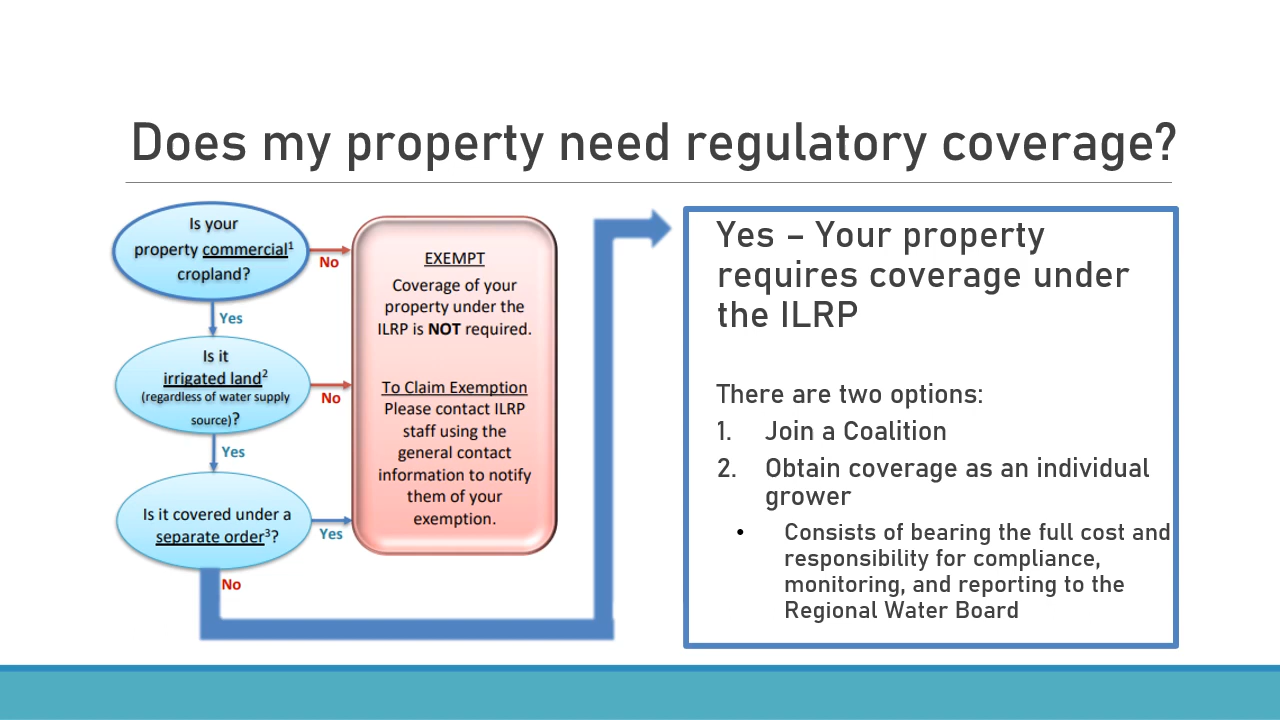 Does my property need regulatory coverage?
Is your
property commercial¹
cropland?
No
Yes
Is it
irrigated land²
(regardless of water supply
source)?
No
Yes
Is it covered under a
separate order³?
Yes
No
EXEMPT
Coverage of your
property under the
ILRP is NOT required.
To Claim Exemption
Please contact ILRP
staff using the
general contact
information to notify
them of your
exemption.
Yes – Your property
requires coverage under
the ILRP
There are two options:
1. Join a Coalition
2. Obtain coverage as an individual
grower
• Consists of bearing the full cost and
responsibility for compliance,
monitoring, and reporting to the
Regional Water Board